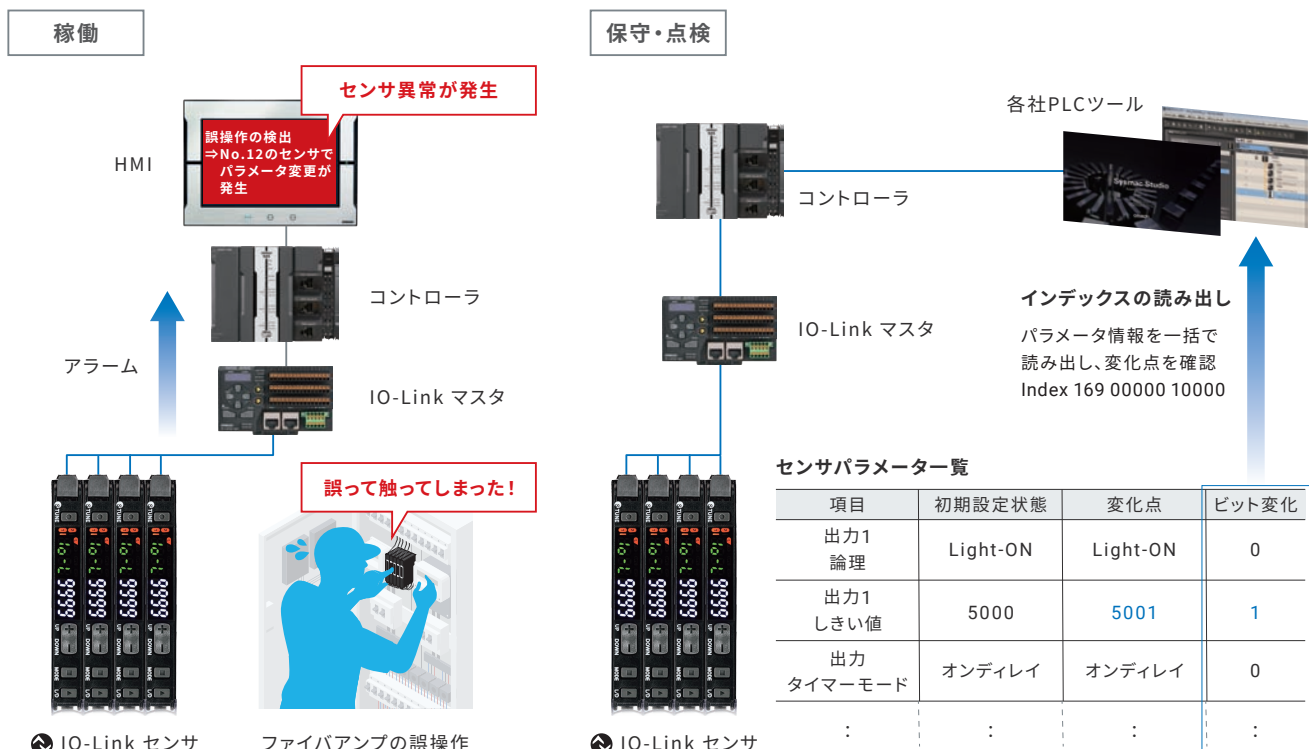 稼働
センサ異常が発生
誤操作の検出
⇒No.12のセンサで
パラメータ変更が
発生
HMI
コントローラ
アラーム
IO-Link マスタ
誤って触ってしまった!
IO-Link センサ
ファイバアンプの誤操作
保守・点検
各社PLCツール
Sysmac Studio
コントローラ
IO-Link マスタ
インデックスの読み出し
パラメータ情報を一括で
読み出し、変化点を確認
Index 169 00000 10000
センサパラメーター覧
項目 初期設定状態 変化点 ビット変化
出力1
論理 Light-ON Light-ON 0
出力1
しきい値 5000 5001 1
出力
タイマーモード オンディレイ オンディレイ 0
: : : :
IO-Link センサ